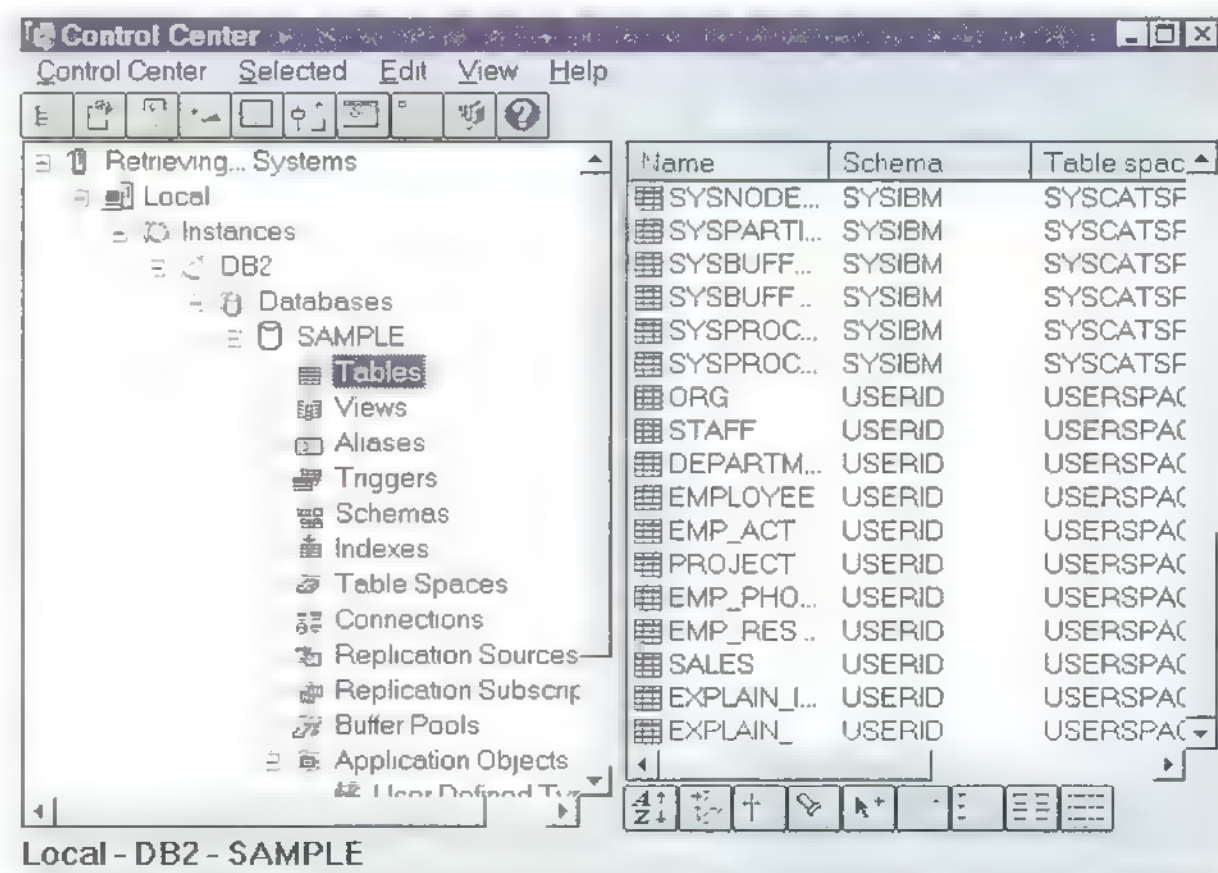 Control Center
Control Center Selected Edit View Help
Retrieving... Systems
Local
Instances
DB2
Databases
SAMPLE
Tables
Views
Aliases
Triggers
Schemas
Indexes
Table Spaces
Connections
Replication Sources
Replication Subscrip
Buffer Pools
Application Objects
User Defined Typ
Name Schema Table spac
SYSNODE... SYSIBM SYSCATSF
SYSPARTI... SYSIBM SYSCATSF
SYSBUFF... SYSIBM SYSCATSF
SYSBUFF... SYSIBM SYSCATSF
SYSPROC... SYSIBM SYSCATSF
SYSPROC... SYSIBM SYSCATSF
ORG USERID USERSPAC
STAFF USERID USERSPAC
DEPARTM... USERID USERSPAC
EMPLOYEE USERID USERSPAC
EMP_ACT USERID USERSPAC
PROJECT USERID USERSPAC
EMP_PHO... USERID USERSPAC
EMP_RES... USERID USERSPAC
SALES USERID USERSPAC
EXPLAIN_I... USERID USERSPAC
EXPLAIN_ USERID USERSPAC
A Z
Local - DB2 - SAMPLE